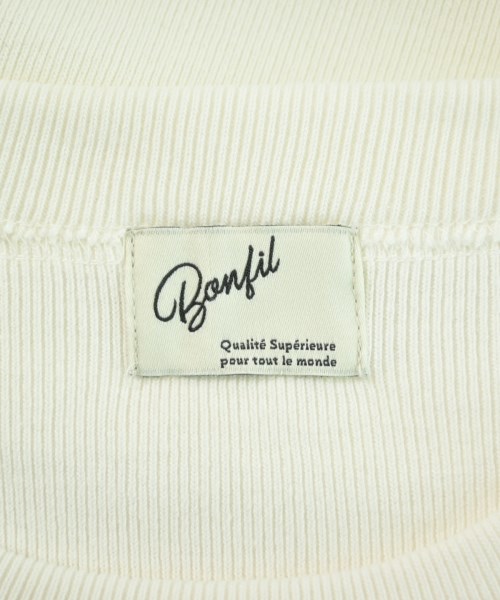 Bonfil
Qualité Supérieure
pour tout le monde